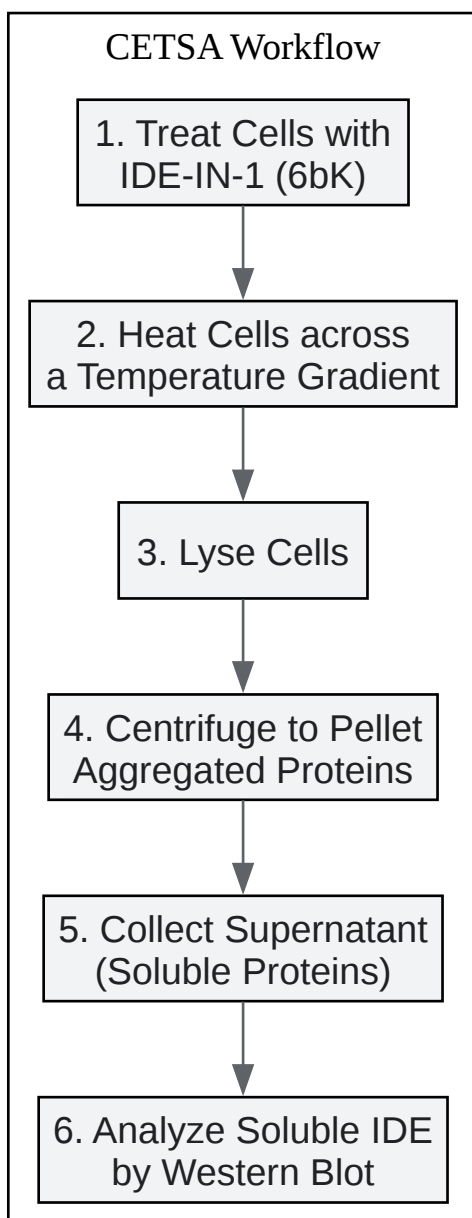 CETSA Workflow
1. Treat Cells with
IDE-IN-1 (6bK)
2. Heat Cells across
a Temperature Gradient
3. Lyse Cells
4. Centrifuge to Pellet
Aggregated Proteins
5. Collect Supernatant
(Soluble Proteins)
6. Analyze Soluble IDE
by Western Blot